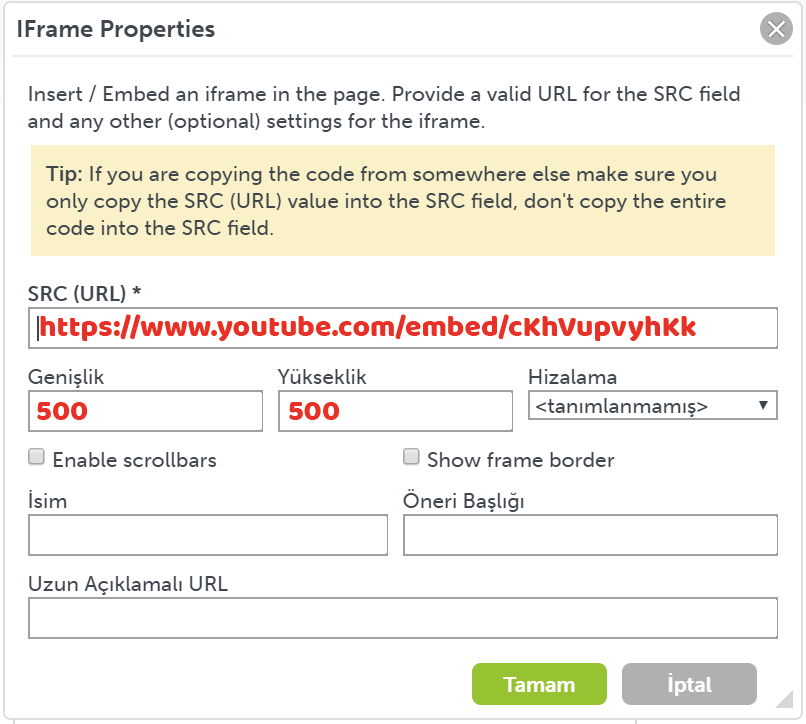 IFrame Properties
Insert / Embed an iframe in the page. Provide a valid URL for the SRC field
and any other (optional) settings for the iframe.
Tip: If you are copying the code from somewhere else make sure you
only copy the SRC (URL) value into the SRC field, don't copy the entire
code into the SRC field.
SRC (URL) *
https://www.youtube.com/embed/cKhVupvyhKk
Genişlik Yükseklik Hizalama
500 500 <tanımlanmamış>
Enable scrollbars Show frame border
İsim Öneri Başlığı
Uzun Açıklamalı URL
Tamam İptal